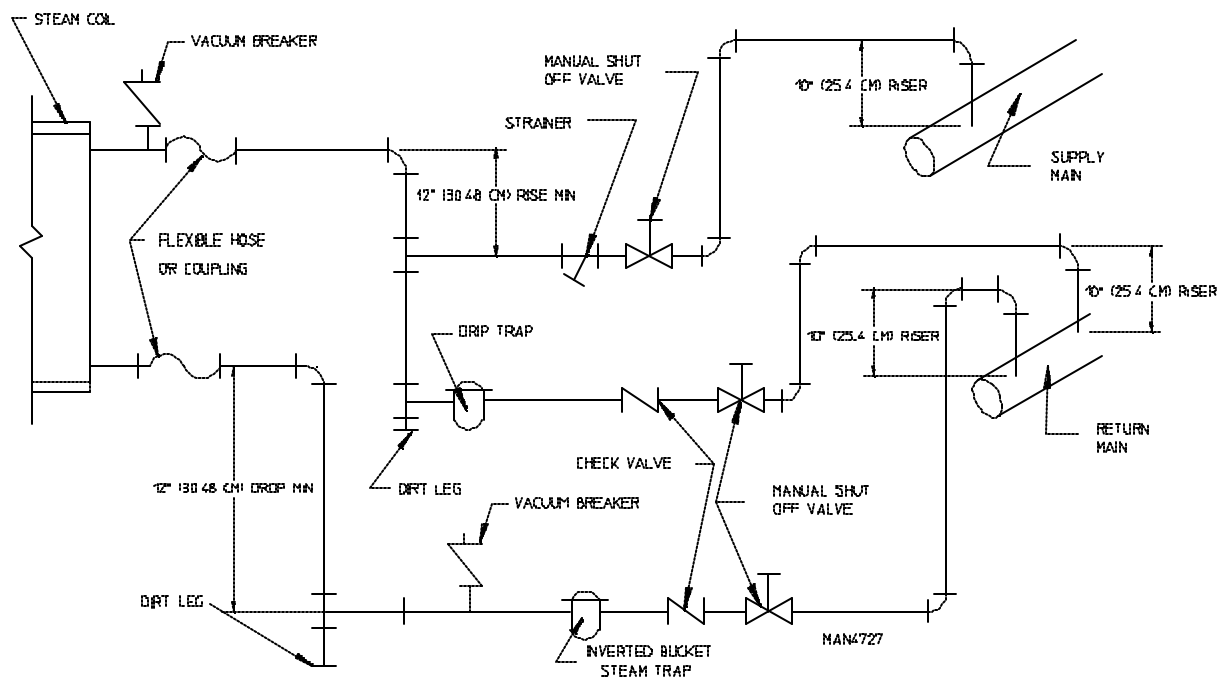 STEAM COIL
VACUUM BREAKER
MANUAL SHUT
OFF VALVE
10" (25.4 CM) RISER
STRAINER
SUPPLY
MAIN
12" (30.48 CM) RISE MIN
FLEXIBLE HOSE
OR COUPLING
10" (25.4 CM) RISER
DRIP TRAP
10" (25.4 CM) RISER
RETURN
MAIN
CHECK VALVE
12" (30.48 CM) DROP MIN
DIRT LEG
MANUAL SHUT
OFF VALVE
VACUUM BREAKER
DIRT LEG
MAN4727
INVERTED BUCKET
STEAM TRAP